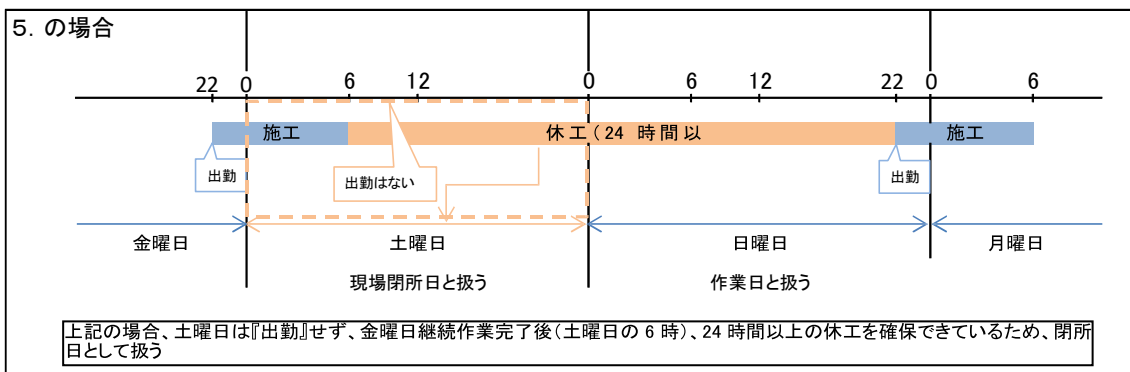 5．の場合
22 0 6 12 0 6 12 22 0 6
施工 休工（24 時間以 施工
出勤 出勤はない 出勤
金曜日 土曜日 日曜日 月曜日
現場閉所日と扱う 作業日と扱う
上記の場合、土曜日は『出勤』せず、金曜日継続作業完了後（土曜日の 6 時）、24 時間以上の休工を確保できているため、閉所
日として扱う